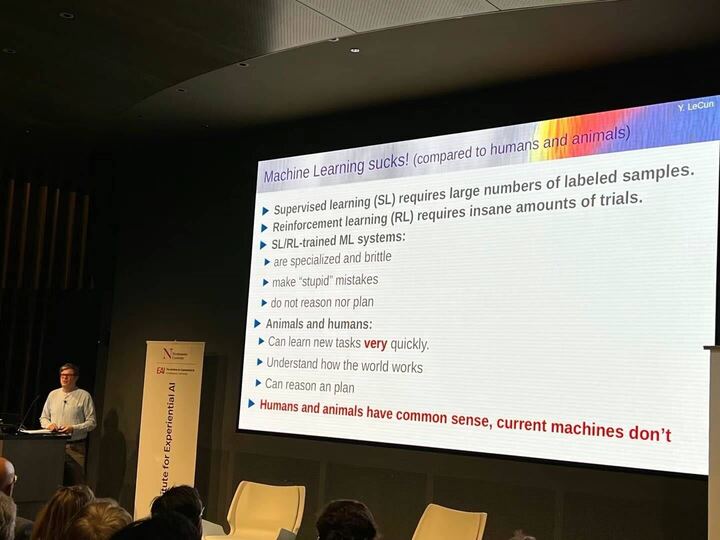 Y. LeCun
Machine Learning sucks! (compared to humans and animals)
Supervised learning (SL) requires large numbers of labeled samples.
Reinforcement learning (RL) requires insane amounts of trials.
SL/RL-trained ML systems:
are specialized and brittle
make “stupid” mistakes
do not reason nor plan
Animals and humans:
Can learn new tasks very quickly.
Understand how the world works
Can reason an plan
Humans and animals have common sense, current machines don’t
N
Northeastern
University
EAI
itute for Experiential AI